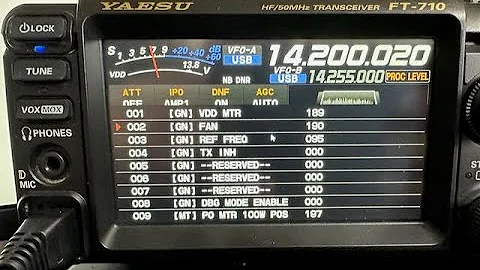 YAESU HF/50MHz TRANSCEIVER FT-710
LOCK
TUNE
VOX MOX
PHONES
MIC
S 1 3 5 7 9 +20 +40 +60 dB
VDD 13.8 V
VFO-A USB 14.200.020
NB DNR
VFO-B USB 14.255.000 PROC LEVEL
ATT IPO DNF AGC
OFF AMP1 ON AUTO
001 [GN] VDD MTR 189
002 [GN] FAN 190
003 [GN] REF FREQ 095
004 [GN] TX INH 000
005 [GN] --RESERVED-- 000
006 [GN] --RESERVED-- 000
007 [GN] --RESERVED-- 000
008 [GN] DBG MODE ENABLE 000
009 [MT] PO MTR 100W POS 197